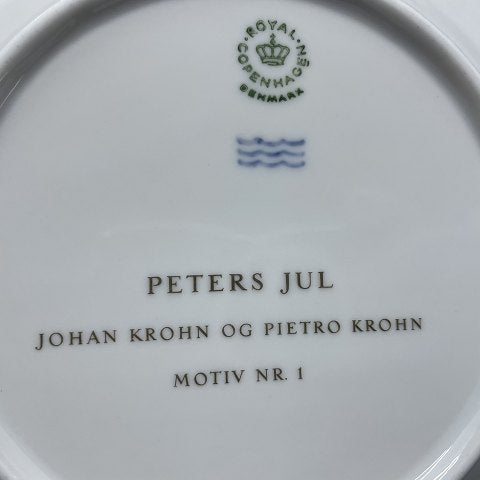 ROYAL COPENHAGEN
DENMARK
PETERS JUL
JOHAN KROHN OG PIETRO KROHN
MOTIV NR. 1